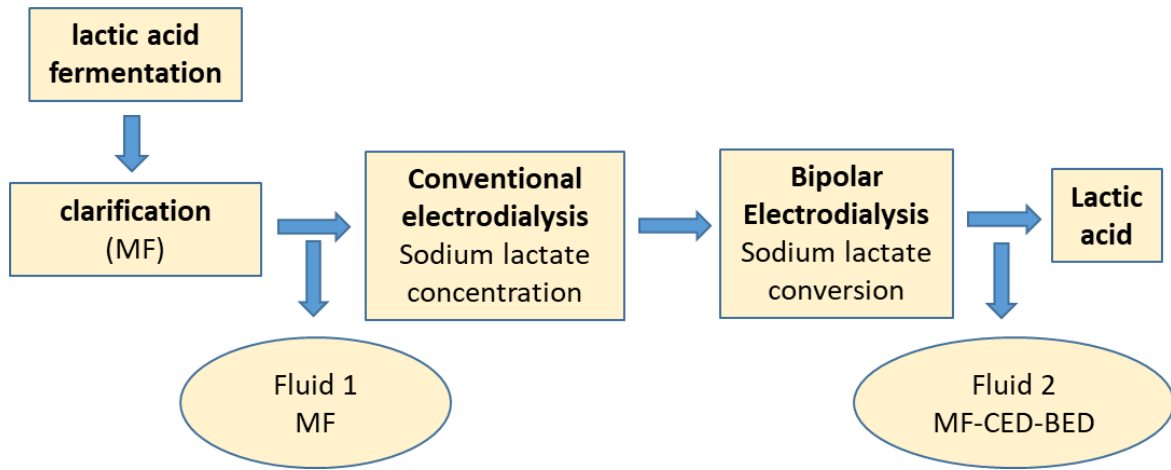 lactic acid
fermentation
clarification
(MF)
Conventional
electrodialysis
Sodium lactate
concentration
Bipolar
Electrodialysis
Sodium lactate
conversion
Lactic
acid
Fluid 1
MF
Fluid 2
MF-CED-BED